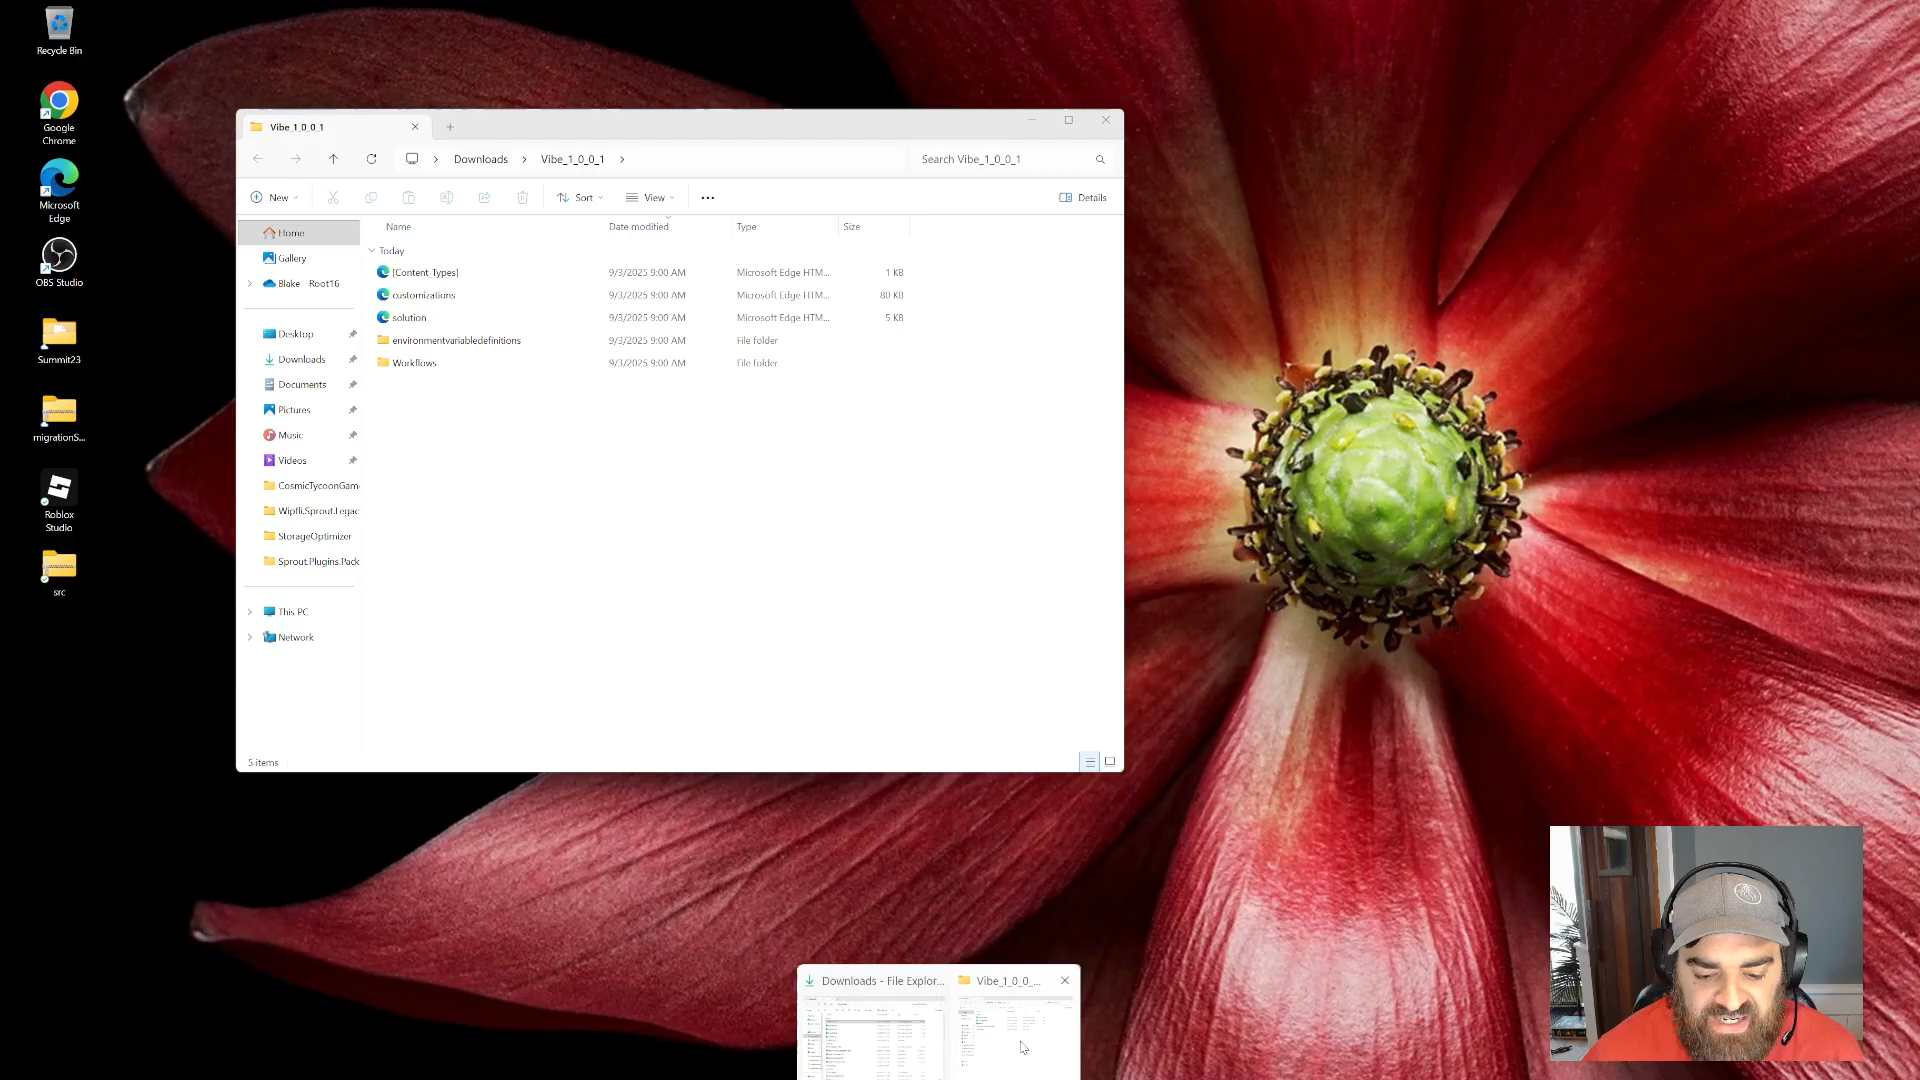 Recycle Bin
Google
Chrome
Microsoft
Edge
OBS Studio
Summit23
migrationS...
Roblox
Studio
src
Vibe_1_0_0_1
Downloads
Vibe_1_0_0_1
Search Vibe_1_0_0_1
New
Sort
View
Details
Name
Date modified
Type
Size
Today
[Content_Types] 9/3/2025 9:00 AM Microsoft Edge HTM... 1 KB
customizations 9/3/2025 9:00 AM Microsoft Edge HTM... 80 KB
solution 9/3/2025 9:00 AM Microsoft Edge HTM... 5 KB
environmentvariabledefinitions 9/3/2025 9:00 AM File folder
Workflows 9/3/2025 9:00 AM File folder
Home
Gallery
Blake Root16
Desktop
Downloads
Documents
Pictures
Music
Videos
CosmicTycoonGame
Wipfli.Sprout.Legac
StorageOptimizer
Sprout.Plugins.Pack
This PC
Network
5 items
Downloads - File Explor...
Vibe_1_0_0_...